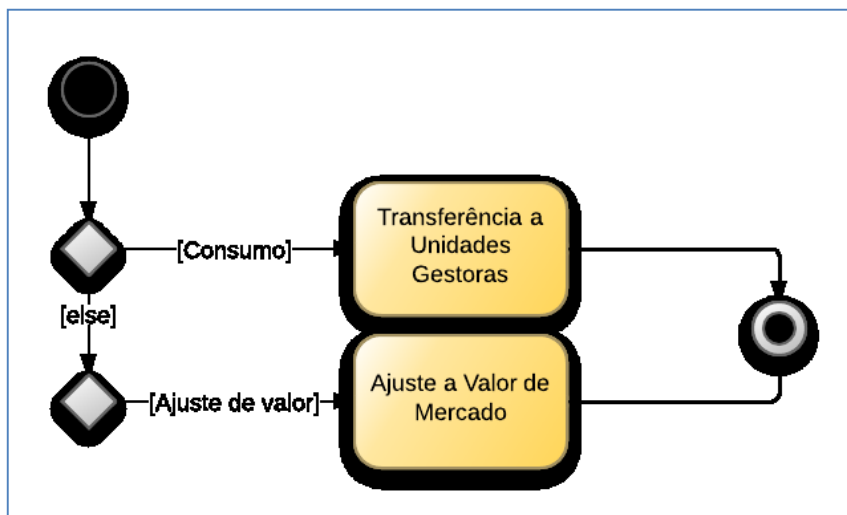 [Consumo]
Transferência a
Unidades
Gestoras
[else]
[Ajuste de valor]
Ajuste a Valor de
Mercado